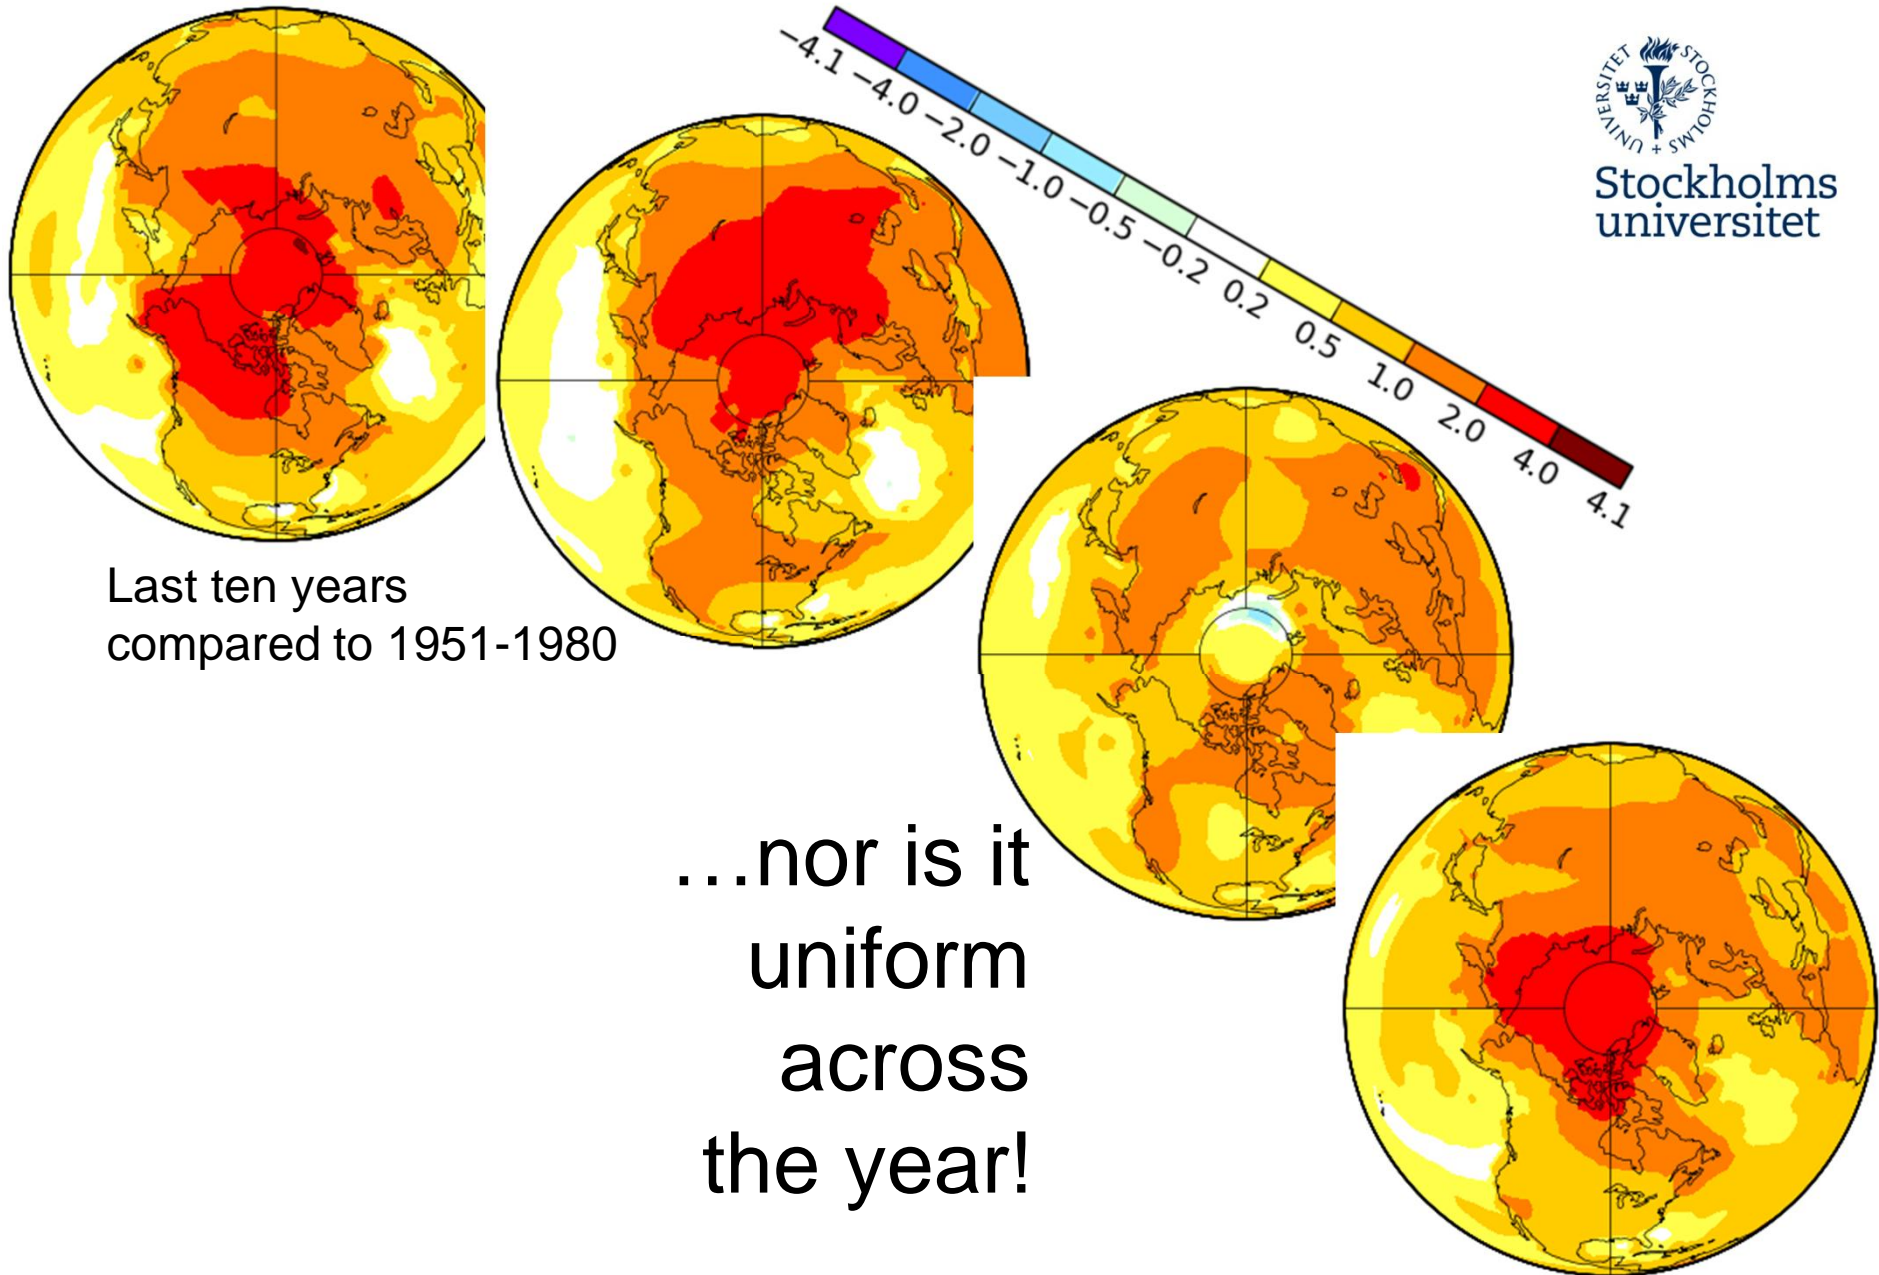 −4.1 −4.0 −2.0 −1.0 −0.5 −0.2 0.2 0.5 1.0 2.0 4.0 4.1
STOCKHOLMS UNIVERSITET
Stockholms
universitet
Last ten years
compared to 1951-1980
…nor is it
uniform
across
the year!